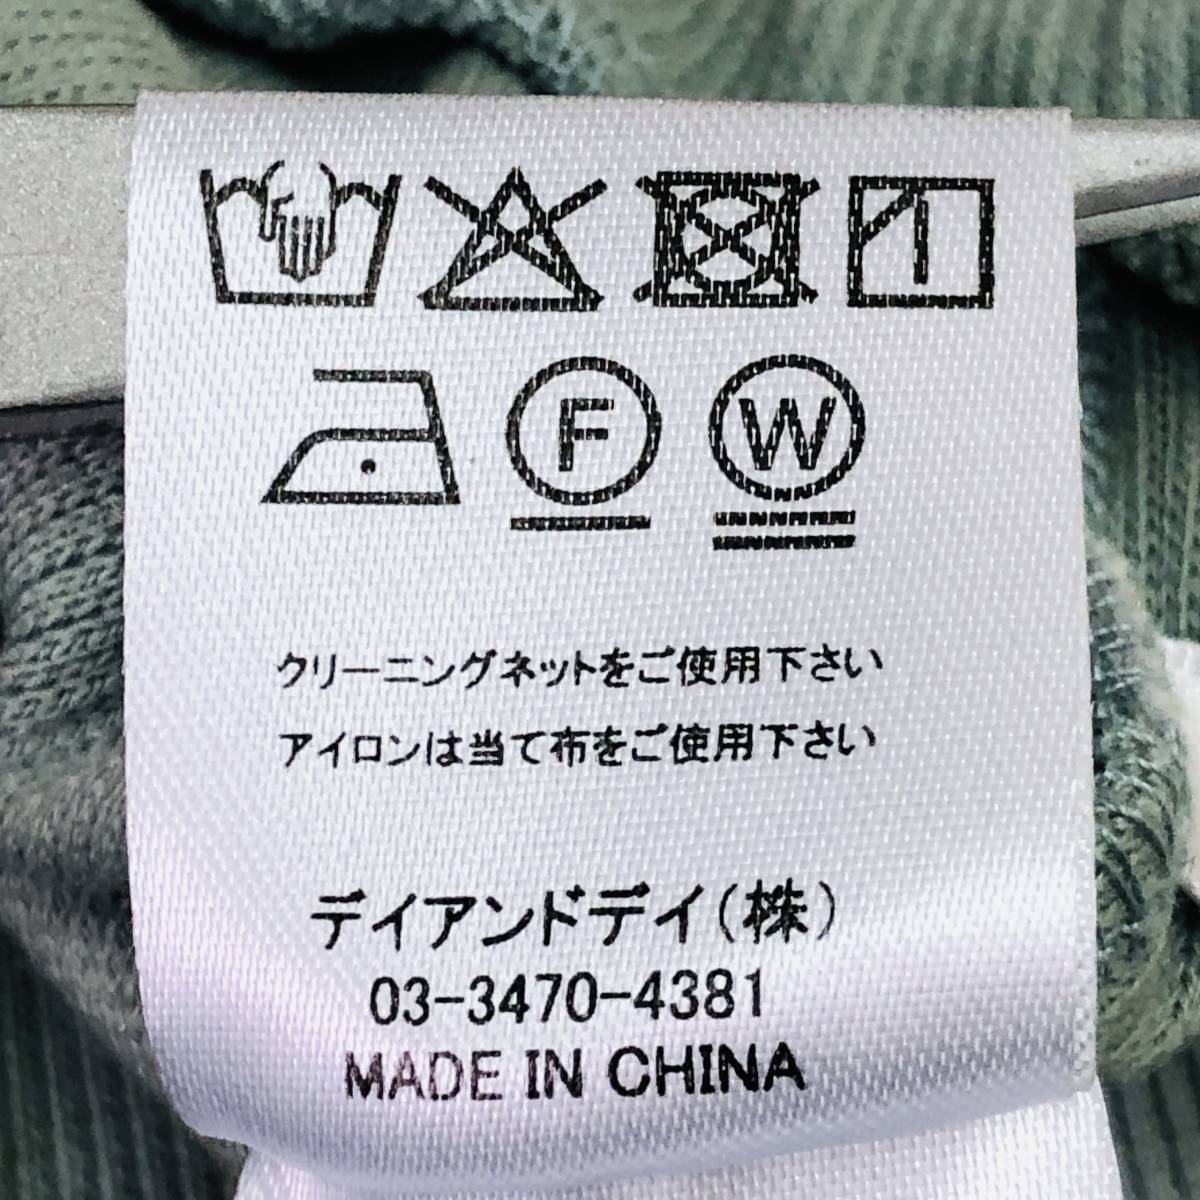 F W
クリーニングネットをご使用下さい
アイロンは当て布をご使用下さい
デイアンドデイ(株)
03-3470-4381
MADE IN CHINA